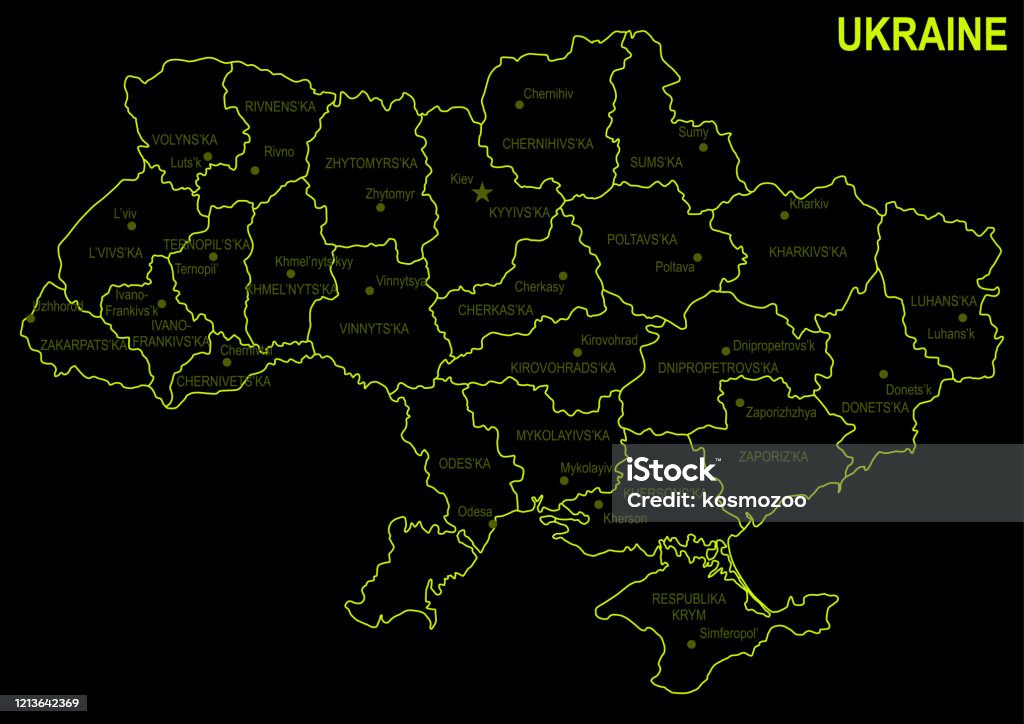 UKRAINE
Chernihiv
RIVNENS'KA
VOLYNS'KA
CHERNIHIVS'KA
Sumy
Rivno
Luts'k
ZHYTOMYRS'KA
SUMS'KA
Kiev
Zhytomyr
KYYIVS'KA
Kharkiv
L'viv
L'VIVS'KA
TERNOPIL'S'KA
POLTAVS'KA
KHARKIVS'KA
Ternopil'
Khmel'nyts'kyy
Poltava
KHMEL'NYTS'KA
Vinnytsya
Cherkasy
Uzhhorod
Ivano-
Frankivs'k
CHERKAS'KA
LUHANS'KA
IVANO-
FRANKIVS'KA
VINNYTS'KA
Luhans'k
ZAKARPATS'KA
Chernivtsi
Kirovohrad
Dnipropetrovs'k
CHERNIVETS'KA
KIROVOHRADS'KA
DNIPROPETROVS'KA
Donets'k
DONETS'KA
Zaporizhzhya
MYKOLAYIVS'KA
ODES'KA
ZAPORIZ'KA
Mykolayiv
KHERSONS'KA
Odesa
Kherson
iStock™
Credit: kosmozoo
RESPUBLIKA
KRYM
Simferopol'
1213642369